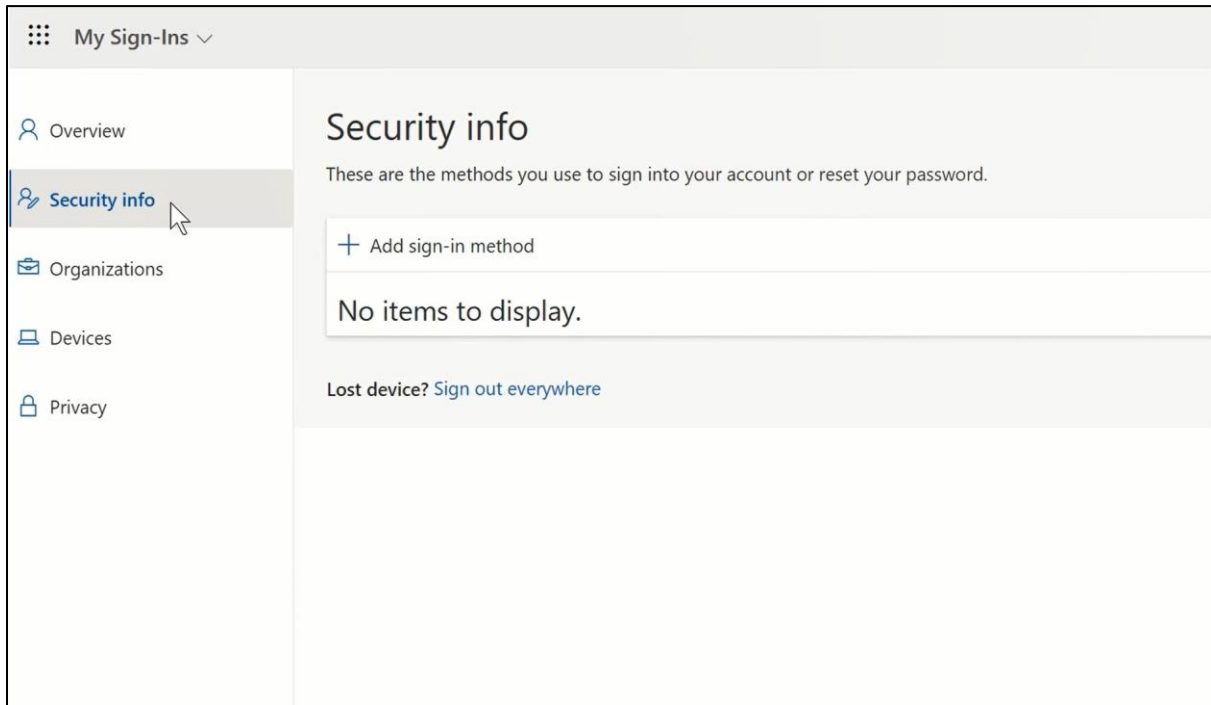 My Sign-Ins
Overview
Security info
Organizations
Devices
Privacy
Security info
These are the methods you use to sign into your account or reset your password.
Add sign-in method
No items to display.
Lost device? Sign out everywhere